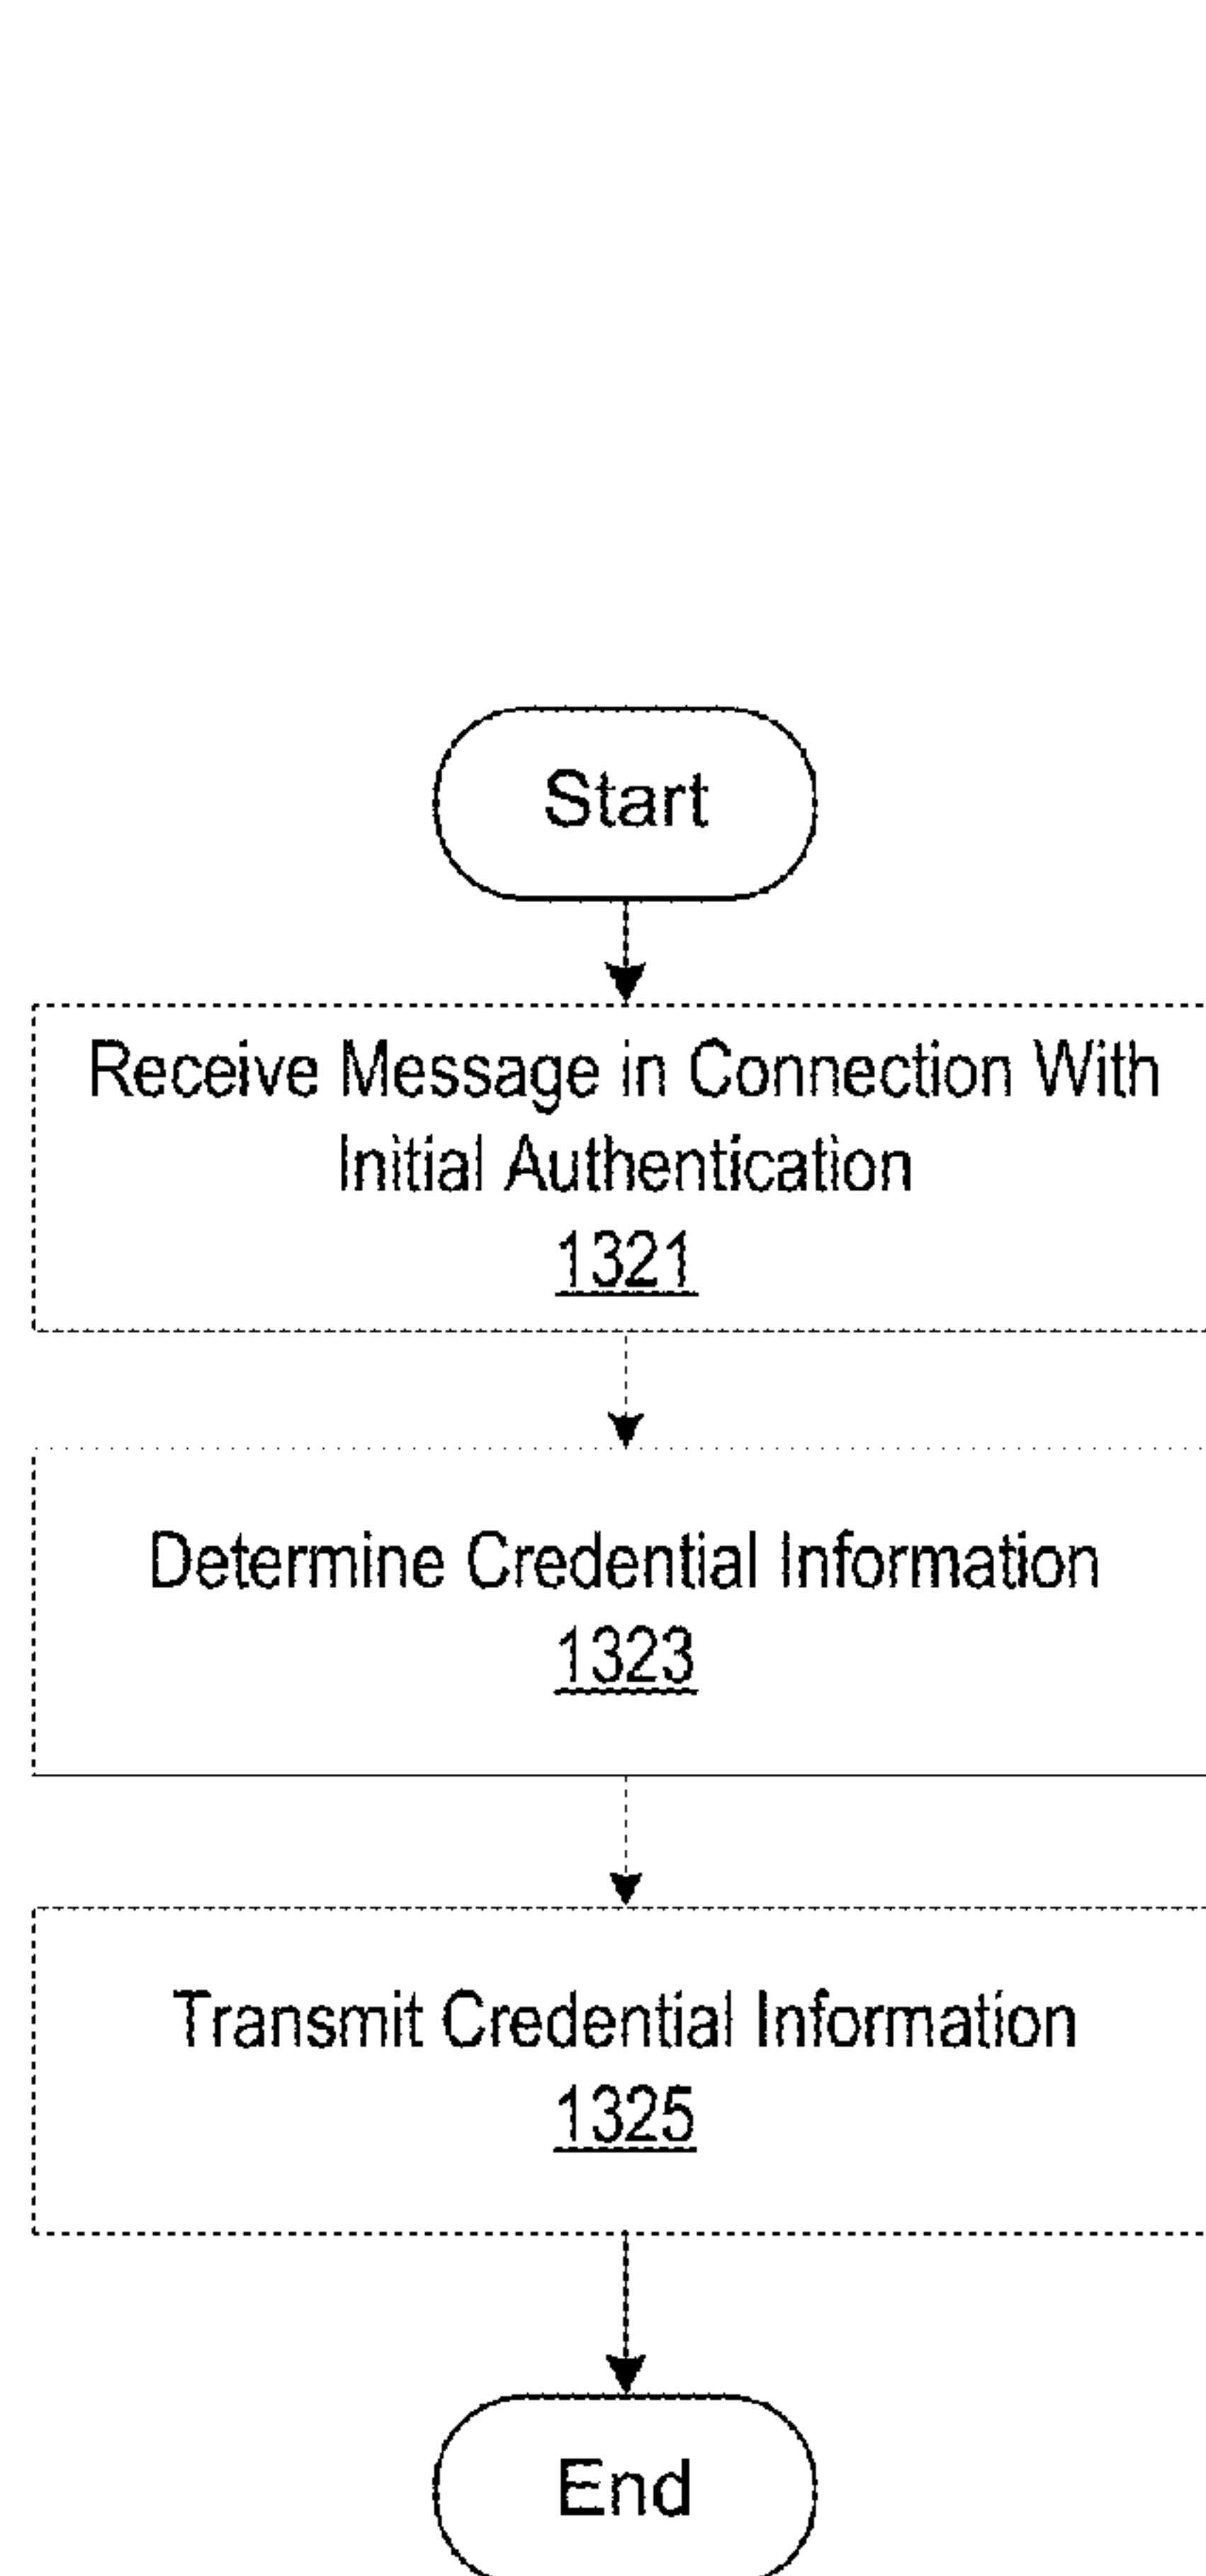 Start
Receive Message in Connection With
Initial Authentication
1321
Determine Credential Information
1323
Transmit Credential Information
1325
End